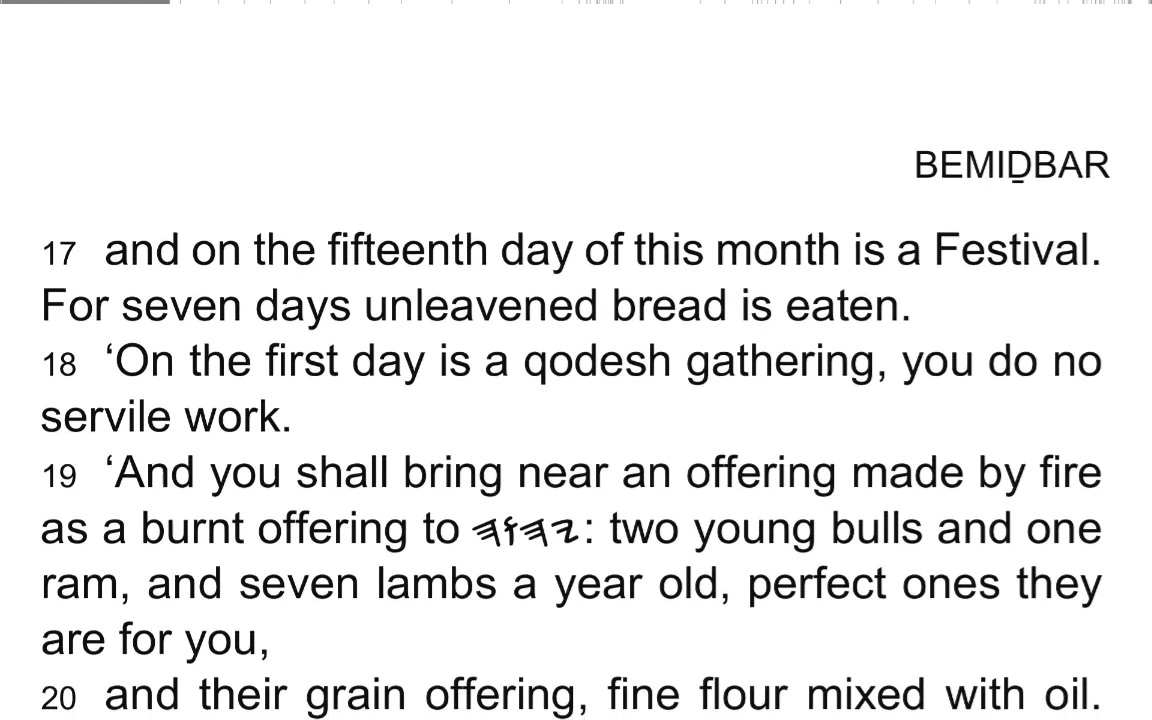 BEMIḎBAR
17 and on the fifteenth day of this month is a Festival.
For seven days unleavened bread is eaten.
18 ‘On the first day is a qodesh gathering, you do no
servile work.
19 ‘And you shall bring near an offering made by fire
as a burnt offering to 𐤉𐤄𐤅𐤄: two young bulls and one
ram, and seven lambs a year old, perfect ones they
are for you,
20 and their grain offering, fine flour mixed with oil.